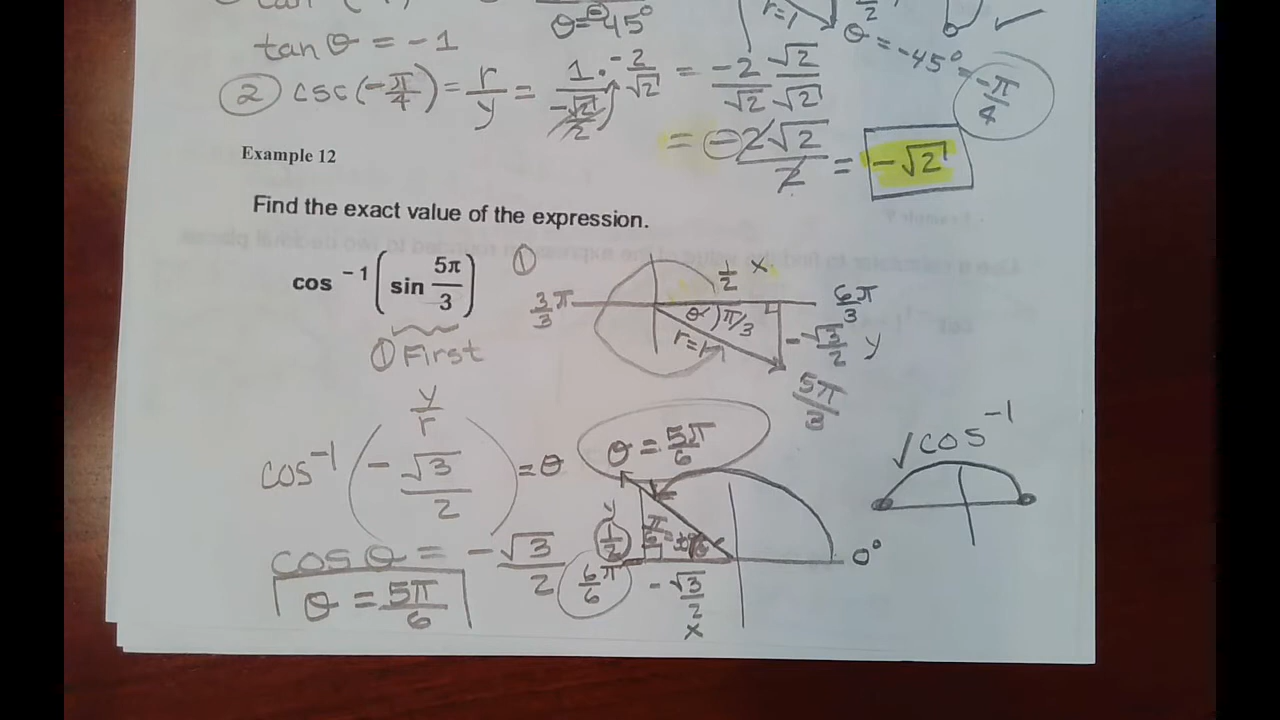 tan
θ = -45°
r=1
2
tan θ = -1
θ = -45° = -π/4
② csc(-π/4) = r/y = 1/(-√2/2) · -2/√2 = -2/√2 √2/√2
= -2√2/2 = -√2
Example 12
Find the exact value of the expression.
cos⁻¹(sin 5π/3)
①
1/2 x
3π/3
6π/3
θ π/3
r=1
-√3/2 y
5π/3
① First
y/r
cos⁻¹(-√3/2) = θ
θ = 5π/6
√cos⁻¹
y
1/2
0°
cos θ = -√3/2
6π/6
-√3/2
x
θ = 5π/6